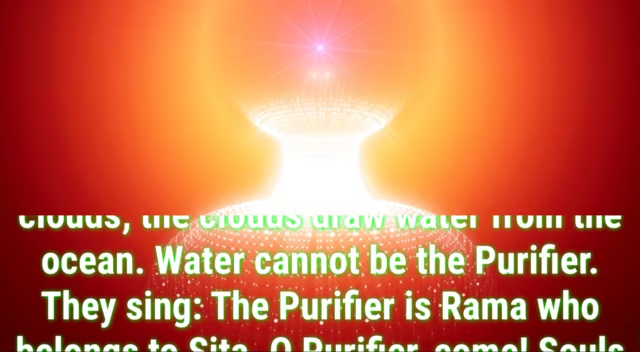 clouds, the clouds draw water from the
ocean. Water cannot be the Purifier.
They sing: The Purifier is Rama who
belongs to Sita. O Purifier, come! Souls